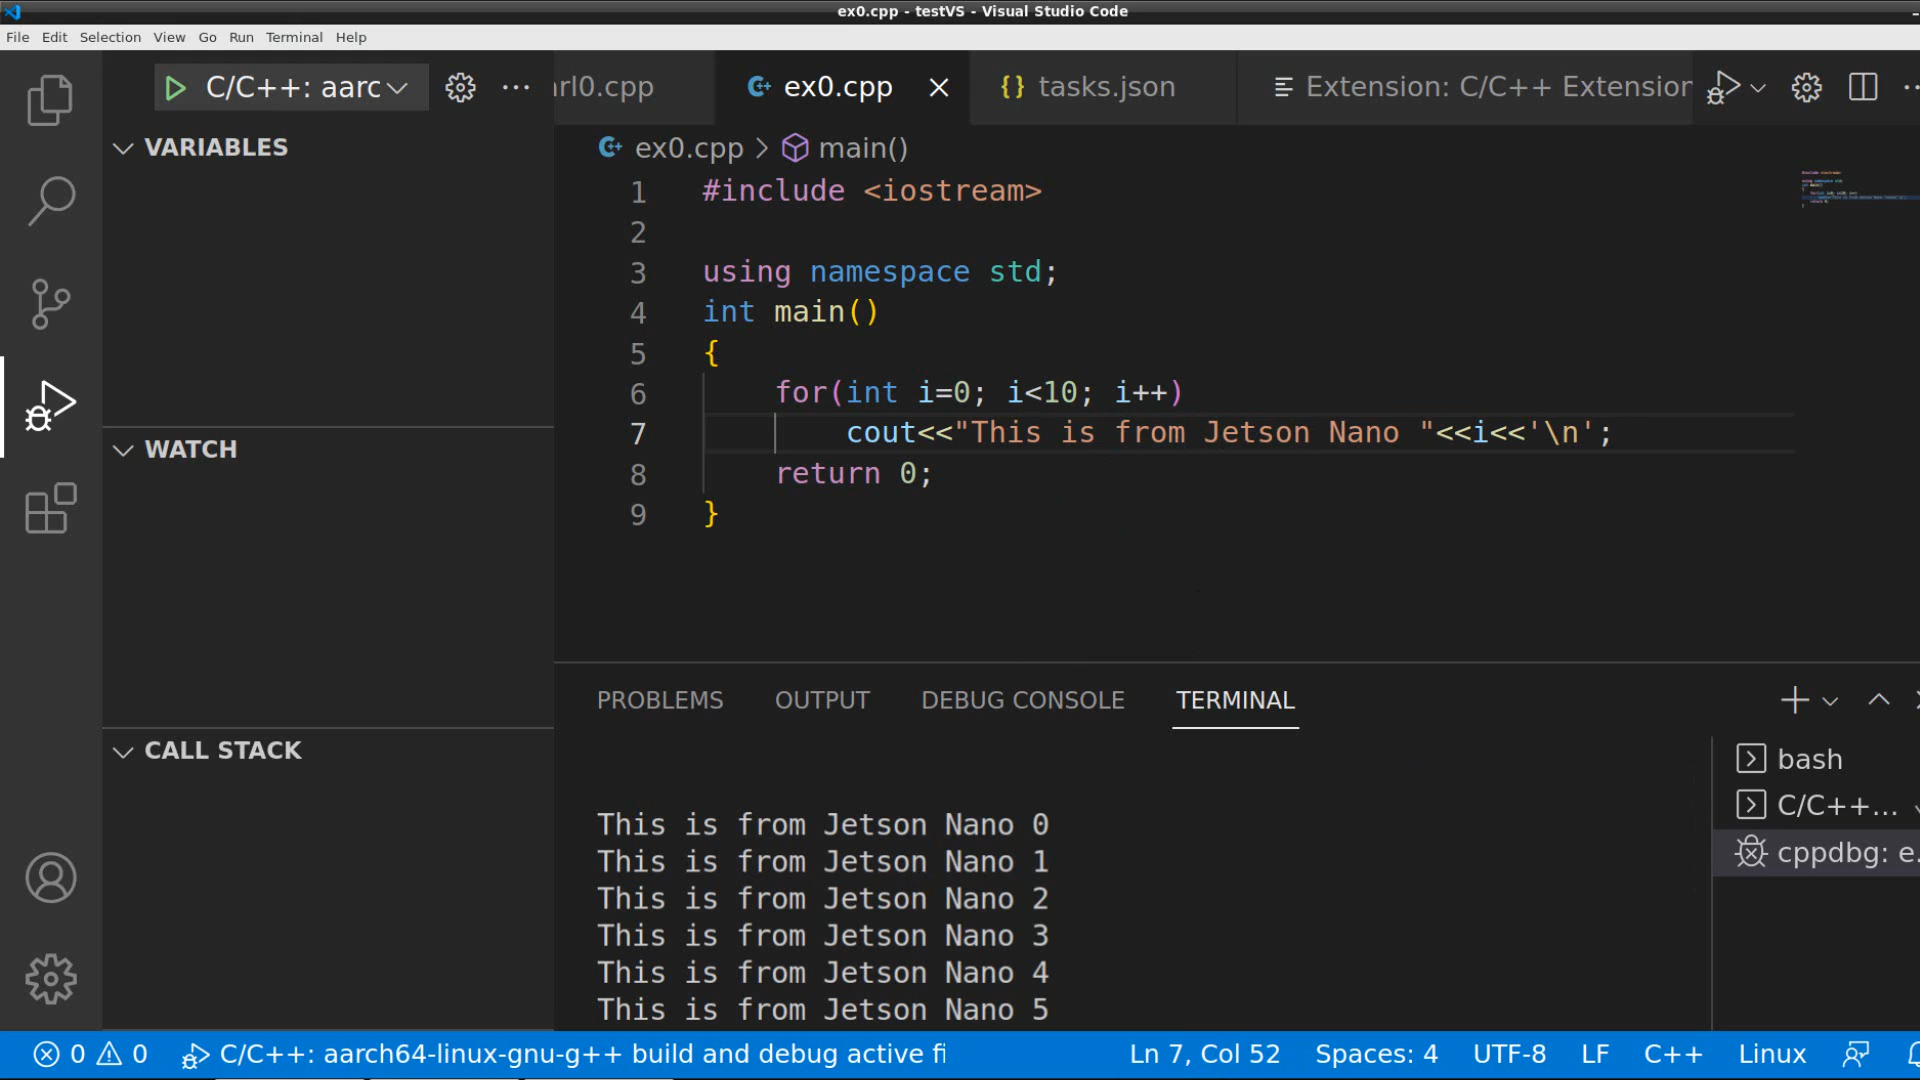 ex0.cpp - testVS - Visual Studio Code
File Edit Selection View Go Run Terminal Help
C/C++: aarc ··· rl0.cpp ex0.cpp tasks.json Extension: C/C++ Extension
VARIABLES
ex0.cpp > main()
1 #include <iostream>
2
3 using namespace std;
4 int main()
5 {
6 for(int i=0; i<10; i++)
7 cout<<"This is from Jetson Nano "<<i<<'\n';
8 return 0;
9 }
WATCH
CALL STACK
PROBLEMS OUTPUT DEBUG CONSOLE TERMINAL
This is from Jetson Nano 0
This is from Jetson Nano 1
This is from Jetson Nano 2
This is from Jetson Nano 3
This is from Jetson Nano 4
This is from Jetson Nano 5
bash
C/C++...
cppdbg: e.
0 0 C/C++: aarch64-linux-gnu-g++ build and debug active fi Ln 7, Col 52 Spaces: 4 UTF-8 LF C++ Linux